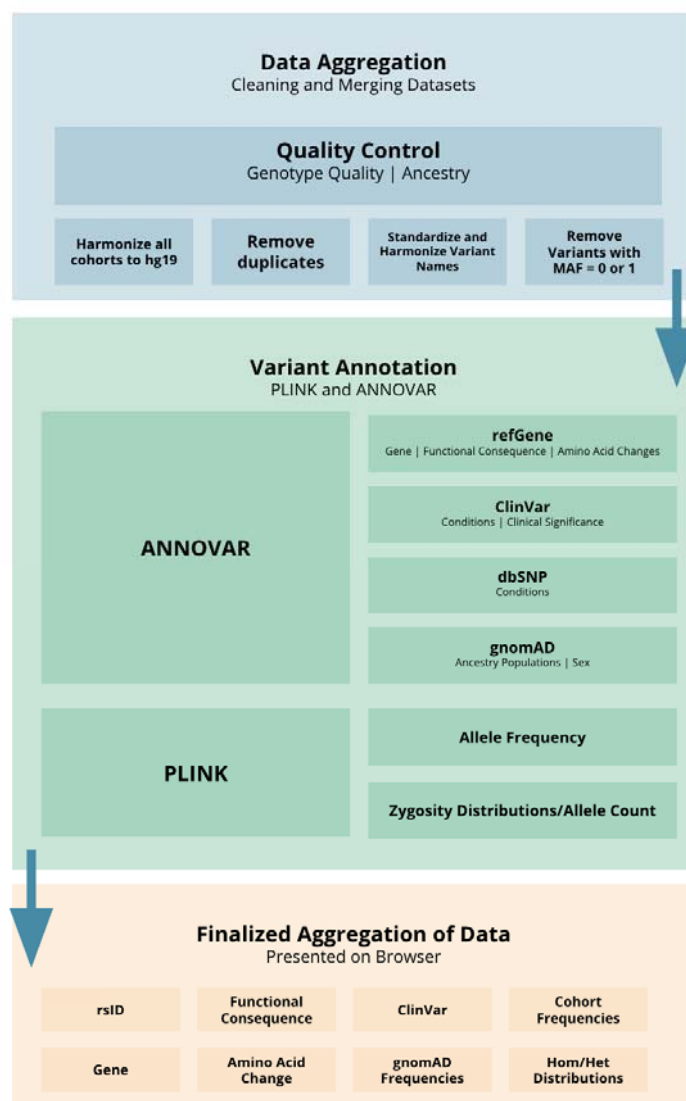 Data Aggregation
Cleaning and Merging Datasets
Quality Control
Genotype Quality | Ancestry
Harmonize all
cohorts to hg19
Remove
duplicates
Standardize and
Harmonize Variant
Names
Remove
Variants with
MAF = 0 or 1
Variant Annotation
PLINK and ANNOVAR
ANNOVAR
refGene
Gene | Functional Consequence | Amino Acid Changes
ClinVar
Conditions | Clinical Significance
dbSNP
Conditions
gnomAD
Ancestry Populations | Sex
PLINK
Allele Frequency
Zygosity Distributions/Allele Count
Finalized Aggregation of Data
Presented on Browser
rsID
Functional
Consequence
ClinVar
Cohort
Frequencies
Gene
Amino Acid
Change
gnomAD
Frequencies
Hom/Het
Distributions